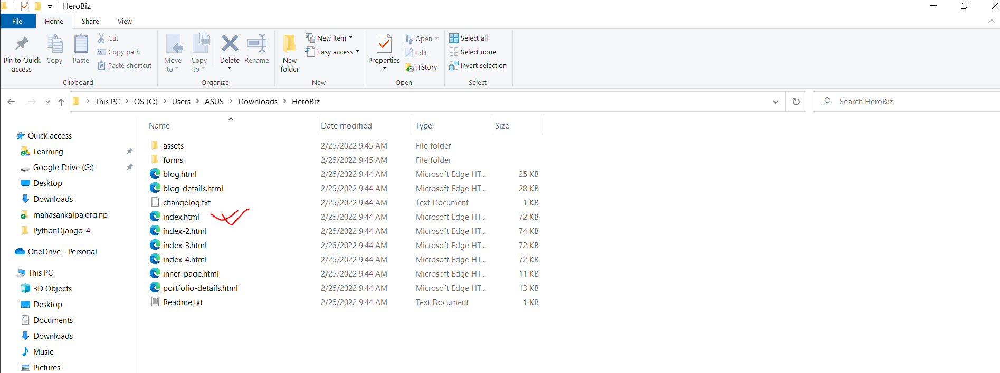 HeroBiz
File Home Share View
Pin to Quick access
Copy
Paste
Cut
Copy path
Paste shortcut
Clipboard
Move to
Copy to
Delete
Rename
Organize
New folder
New item
Easy access
New
Properties
Open
Edit
History
Open
Select all
Select none
Invert selection
Select
This PC > OS (C:) > Users > ASUS > Downloads > HeroBiz
Search HeroBiz
Quick access
Learning
Google Drive (G:)
Desktop
Downloads
mahasankalpa.org.np
PythonDjango-4
OneDrive - Personal
This PC
3D Objects
Desktop
Documents
Downloads
Music
Pictures
Name Date modified Type Size
assets 2/25/2022 9:45 AM File folder
forms 2/25/2022 9:45 AM File folder
blog.html 2/25/2022 9:44 AM Microsoft Edge HT... 25 KB
blog-details.html 2/25/2022 9:44 AM Microsoft Edge HT... 28 KB
changelog.txt 2/25/2022 9:44 AM Text Document 1 KB
index.html 2/25/2022 9:44 AM Microsoft Edge HT... 72 KB
index-2.html 2/25/2022 9:44 AM Microsoft Edge HT... 74 KB
index-3.html 2/25/2022 9:44 AM Microsoft Edge HT... 72 KB
index-4.html 2/25/2022 9:44 AM Microsoft Edge HT... 72 KB
inner-page.html 2/25/2022 9:44 AM Microsoft Edge HT... 11 KB
portfolio-details.html 2/25/2022 9:44 AM Microsoft Edge HT... 13 KB
Readme.txt 2/25/2022 9:44 AM Text Document 1 KB